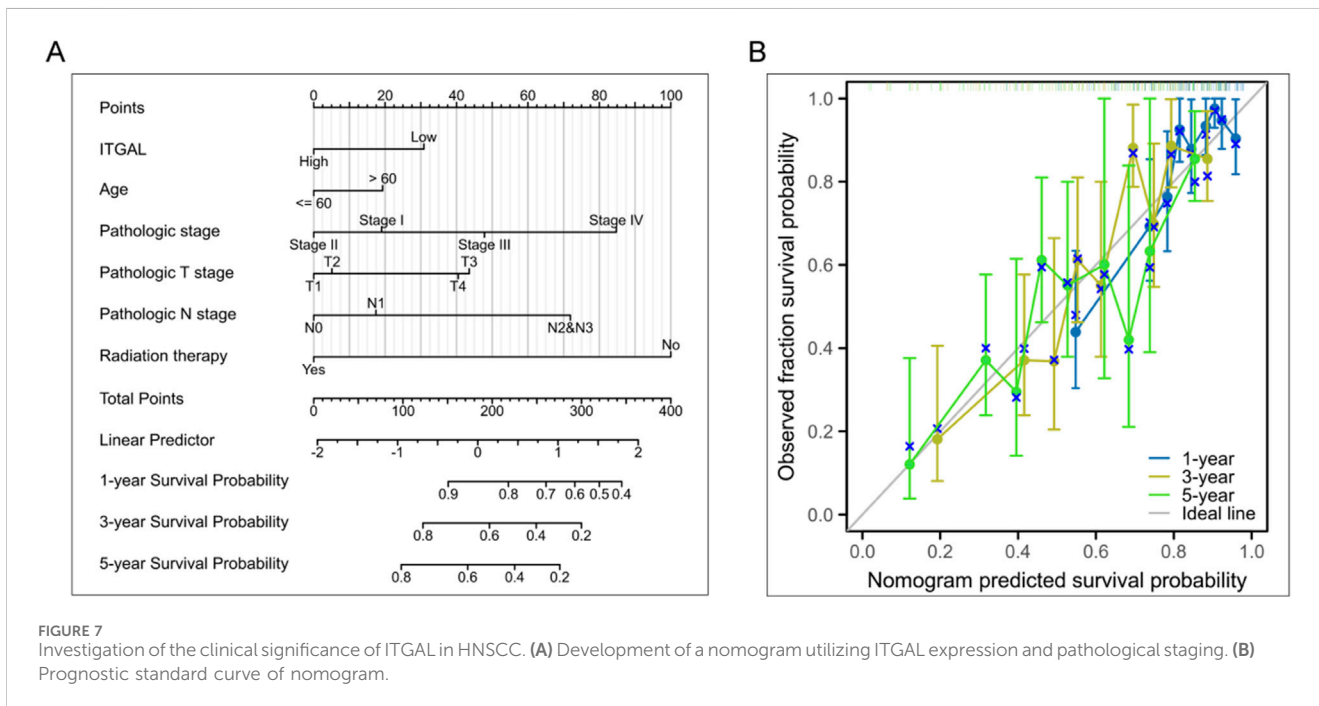 A
Points
0 20 40 60 80 100
ITGAL
Low
High
Age
> 60
<= 60
Pathologic stage
Stage I Stage IV
Stage II Stage III
Pathologic T stage
T2 T3
T1 T4
Pathologic N stage
N1
N0 N2&N3
Radiation therapy
No
Yes
Total Points
0 100 200 300 400
Linear Predictor
-2 -1 0 1 2
1-year Survival Probability
0.9 0.8 0.7 0.6 0.5 0.4
3-year Survival Probability
0.8 0.6 0.4 0.2
5-year Survival Probability
0.8 0.6 0.4 0.2
B
Observed fraction survival probability
1.0
0.8
0.6
0.4
0.2
0.0
1-year
3-year
5-year
Ideal line
0.0 0.2 0.4 0.6 0.8 1.0
Nomogram predicted survival probability
FIGURE 7
Investigation of the clinical significance of ITGAL in HNSCC. (A) Development of a nomogram utilizing ITGAL expression and pathological staging. (B)
Prognostic standard curve of nomogram.